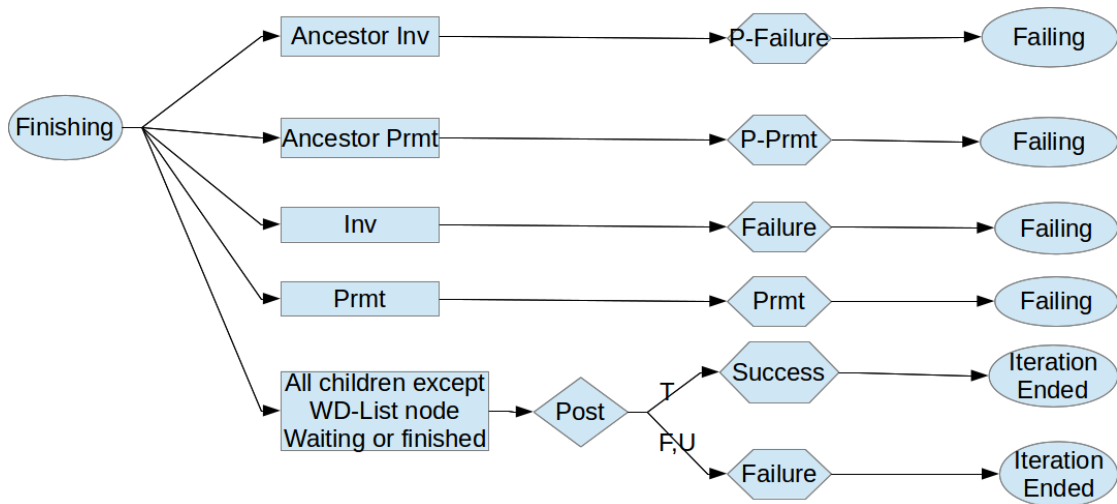 Ancestor Inv
P-Failure
Failing
Finishing
Ancestor Prmt
P-Prmt
Failing
Inv
Failure
Failing
Prmt
Prmt
Failing
All children except
WD-List node
Waiting or finished
Post
T
Success
Iteration
Ended
F,U
Failure
Iteration
Ended